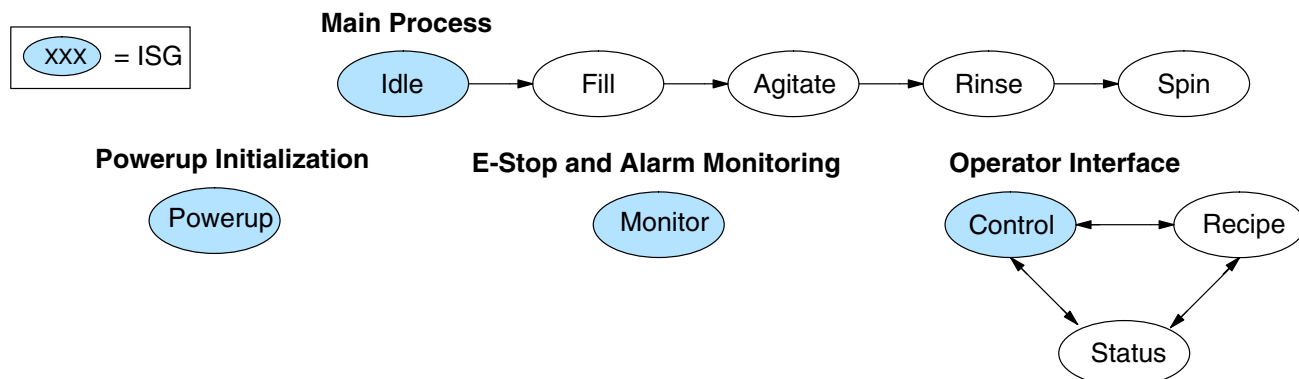 Main Process
xxx = ISG
Idle Fill Agitate Rinse Spin
Powerup Initialization E-Stop and Alarm Monitoring Operator Interface
Powerup Monitor Control Recipe
Status